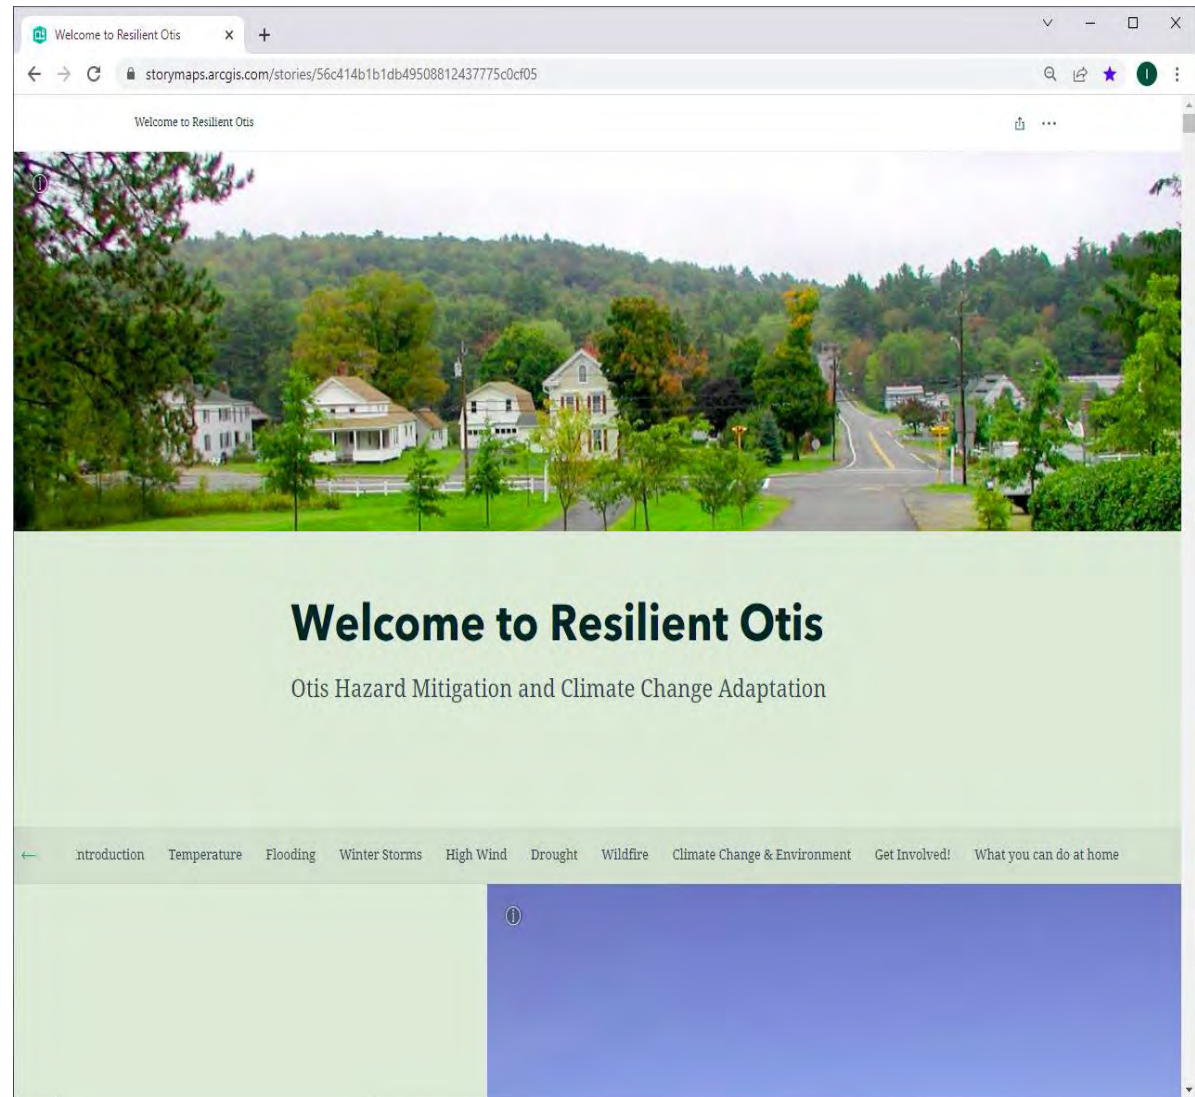 Welcome to Resilient Otis
storymaps.arcgis.com/stories/56c414b1b1db49508812437775c0cf05
Welcome to Resilient Otis
Welcome to Resilient Otis
Otis Hazard Mitigation and Climate Change Adaptation
ntroduction Temperature Flooding Winter Storms High Wind Drought Wildfire Climate Change & Environment Get Involved! What you can do at home